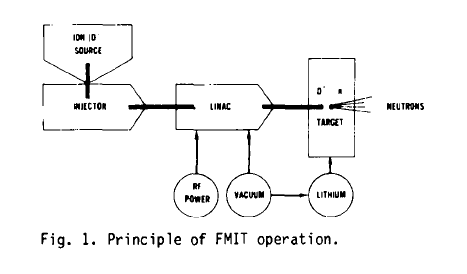 ION ID
SOURCE
INJECTOR
LINAC
D⁺ n
TARGET
NEUTRONS
RF
POWER
VACUUM
LITHIUM
Fig. 1. Principle of FMIT operation.